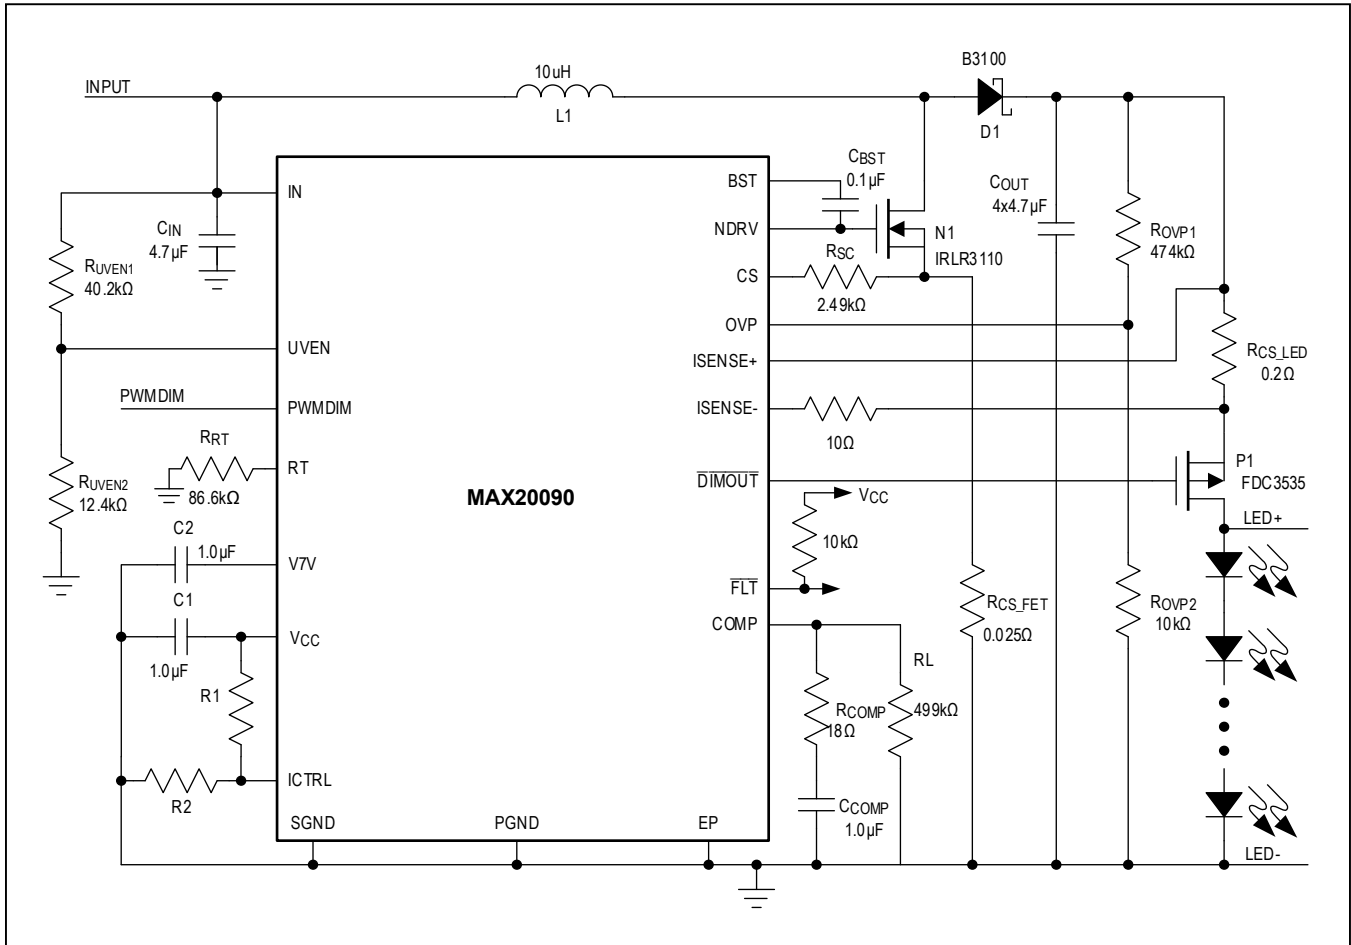 INPUT
10uH
L1
B3100
D1
CIN
4.7µF
RUVEN1
40.2kΩ
RUVEN2
12.4kΩ
PWMDIM
RRT
86.6kΩ
C2
1.0µF
C1
1.0µF
R1
R2
IN
UVEN
PWMDIM
RT
V7V
VCC
ICTRL
SGND
PGND
EP
MAX20090
BST
NDRV
CS
OVP
ISENSE+
ISENSE-
DIMOUT
FLT
COMP
CBST
0.1µF
N1
IRLR3110
RSC
2.49kΩ
COUT
4x4.7µF
ROVP1
474kΩ
RCS_LED
0.2Ω
10Ω
P1
FDC3535
LED+
VCC
10kΩ
RCS_FET
0.025Ω
ROVP2
10kΩ
RL
499kΩ
RCOMP
18Ω
CCOMP
1.0µF
LED-